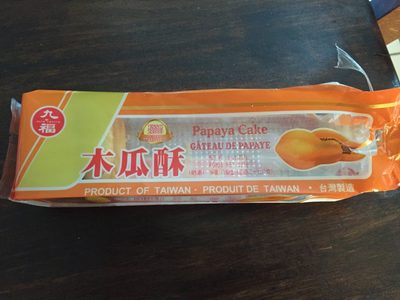 九
福
Papaya Cake
GÂTEAU DE PAPAYE
木瓜酥
PRODUCT OF TAIWAN · PRODUIT DE TAIWAN · 台灣製造